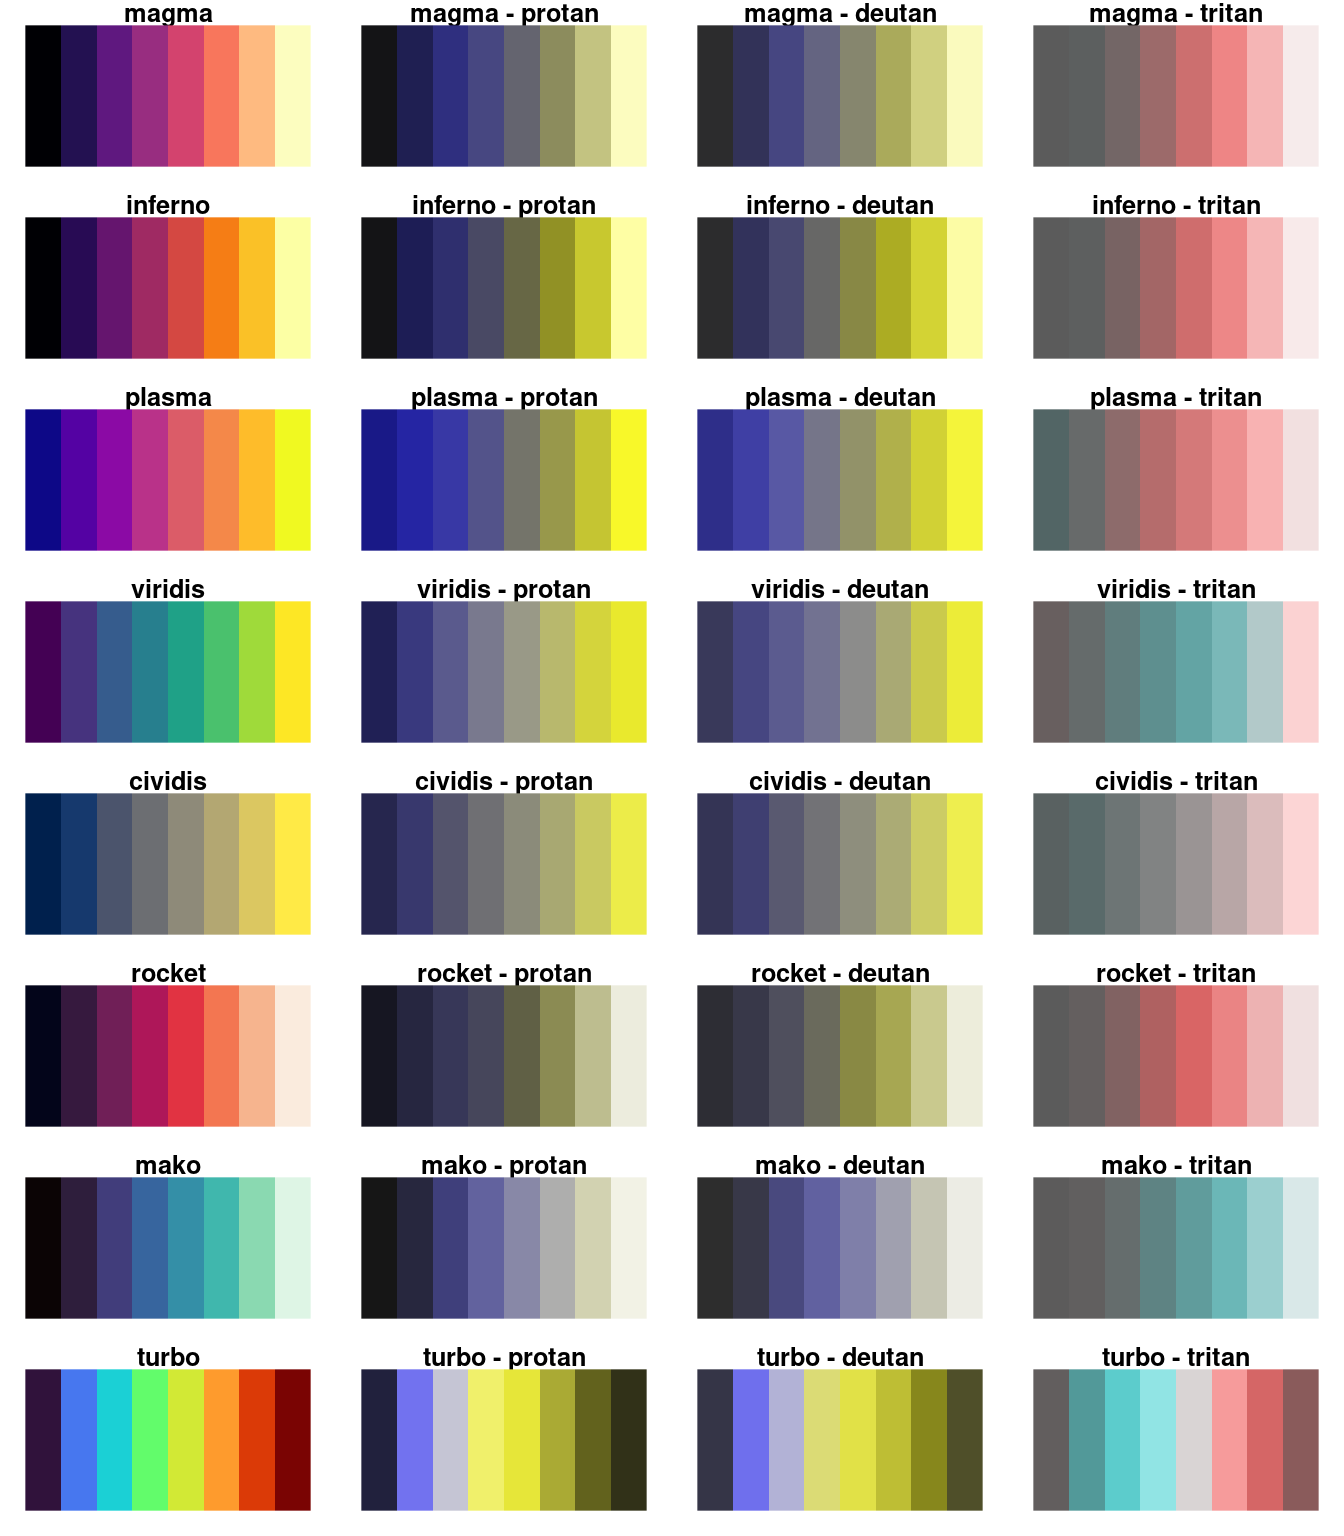 magma
magma - protan
magma - deutan
magma - tritan
inferno
inferno - protan
inferno - deutan
inferno - tritan
plasma
plasma - protan
plasma - deutan
plasma - tritan
viridis
viridis - protan
viridis - deutan
viridis - tritan
cividis
cividis - protan
cividis - deutan
cividis - tritan
rocket
rocket - protan
rocket - deutan
rocket - tritan
mako
mako - protan
mako - deutan
mako - tritan
turbo
turbo - protan
turbo - deutan
turbo - tritan